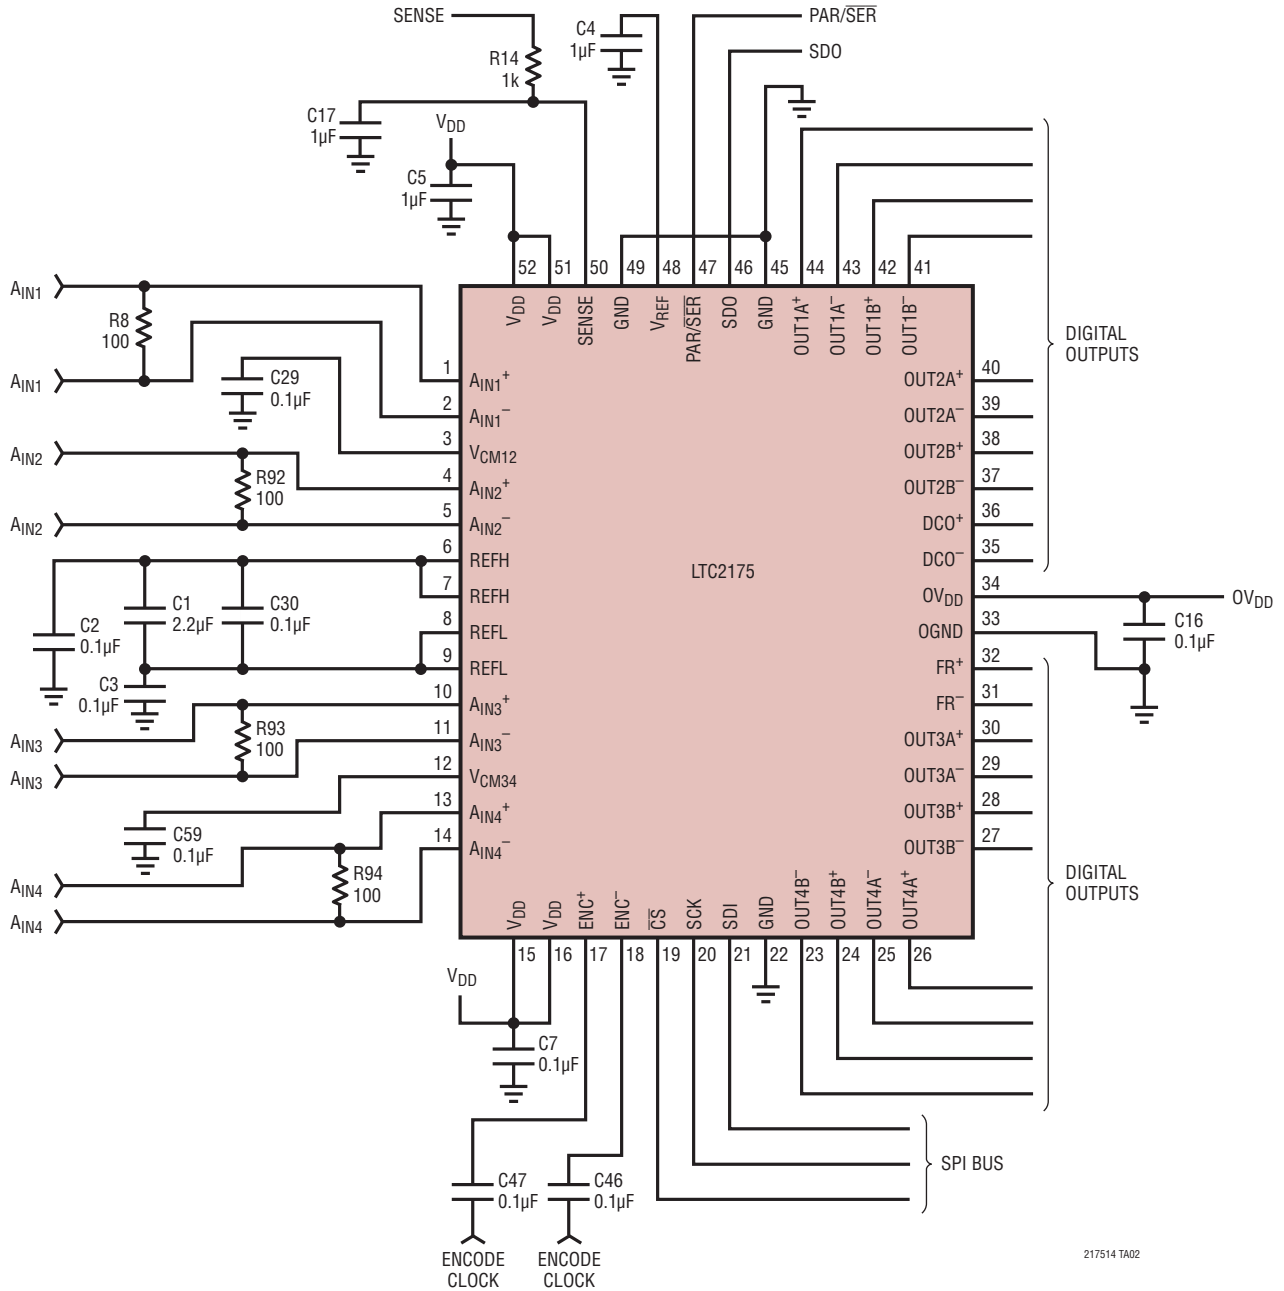 SENSE
R14
1k
C4
1µF
PAR/SER
SDO
C17
1µF
VDD
C5
1µF
52 51 50 49 48 47 46 45 44 43 42 41
VDD VDD SENSE GND VREF PAR/SER SDO GND OUT1A+ OUT1A– OUT1B+ OUT1B–
DIGITAL
OUTPUTS
AIN1
R8
100
AIN1
C29
0.1µF
AIN2
R92
100
AIN2
C2
0.1µF
C1
2.2µF
C30
0.1µF
C3
0.1µF
AIN3
R93
100
AIN3
C59
0.1µF
AIN4
R94
100
AIN4
1 AIN1+
2 AIN1–
3 VCM12
4 AIN2+
5 AIN2–
6 REFH
7 REFH
8 REFL
9 REFL
10 AIN3+
11 AIN3–
12 VCM34
13 AIN4+
14 AIN4–
LTC2175
OUT2A+ 40
OUT2A– 39
OUT2B+ 38
OUT2B– 37
DCO+ 36
DCO– 35
OVDD 34
OGND 33
FR+ 32
FR– 31
OUT3A+ 30
OUT3A– 29
OUT3B+ 28
OUT3B– 27
OVDD
C16
0.1µF
DIGITAL
OUTPUTS
VDD VDD ENC+ ENC– CS SCK SDI GND OUT4B– OUT4B+ OUT4A– OUT4A+
15 16 17 18 19 20 21 22 23 24 25 26
VDD
C7
0.1µF
C47
0.1µF
C46
0.1µF
SPI BUS
ENCODE
CLOCK
ENCODE
CLOCK
217514 TA02